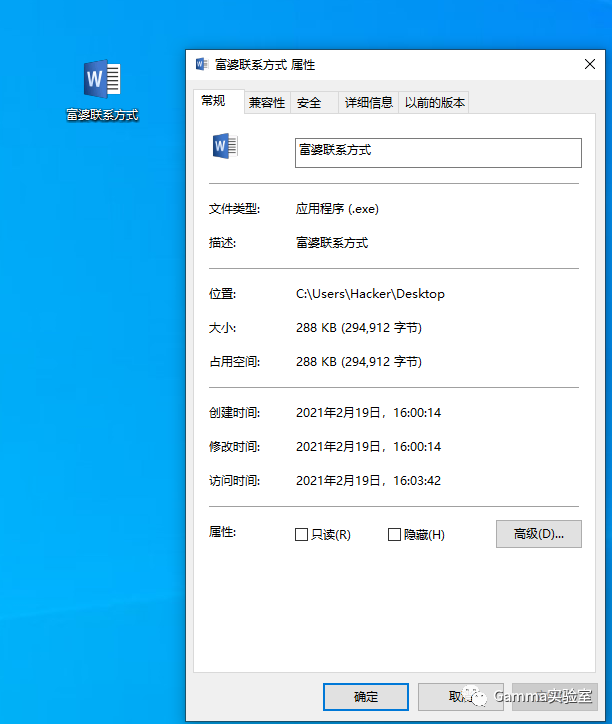 富婆联系方式
富婆联系方式 属性
常规 兼容性 安全 详细信息 以前的版本
富婆联系方式
文件类型: 应用程序 (.exe)
描述: 富婆联系方式
位置: C:\Users\Hacker\Desktop
大小: 288 KB (294,912 字节)
占用空间: 288 KB (294,912 字节)
创建时间: 2021年2月19日，16:00:14
修改时间: 2021年2月19日，16:00:14
访问时间: 2021年2月19日，16:03:42
属性: 只读(R) 隐藏(H) 高级(D)...
确定 取 Gamma实验室